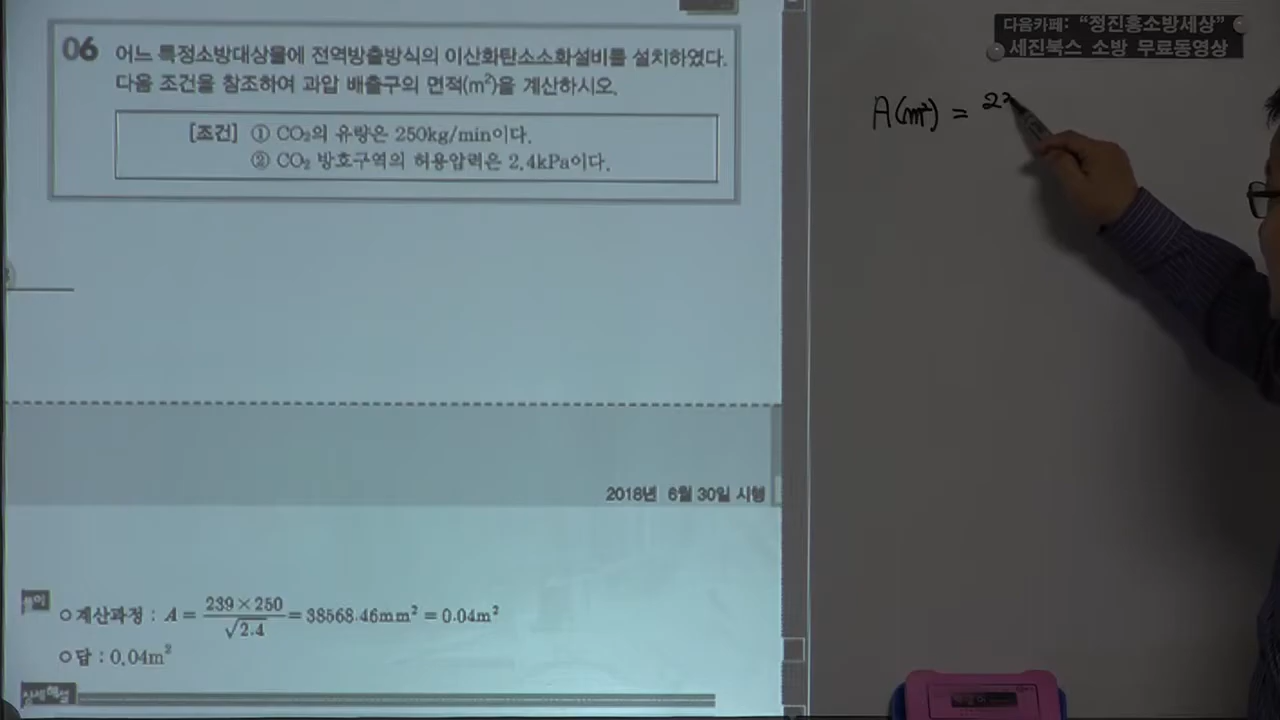 06 어느 특정소방대상물에 전역방출방식의 이산화탄소소화설비를 설치하였다.
다음 조건을 참조하여 과압 배출구의 면적(m²)을 계산하시오.
[조건] ① CO₂의 유량은 250kg/min이다.
② CO₂ 방호구역의 허용압력은 2.4kPa이다.
2018년 6월 30일 시행
○계산과정 : A = 239×250/√2.4 = 38568.46mm² = 0.04m²
○답 : 0.04m²
상세해설
다음카페: “정진홍소방세상”
세진북스 소방 무료동영상
A(m²) =